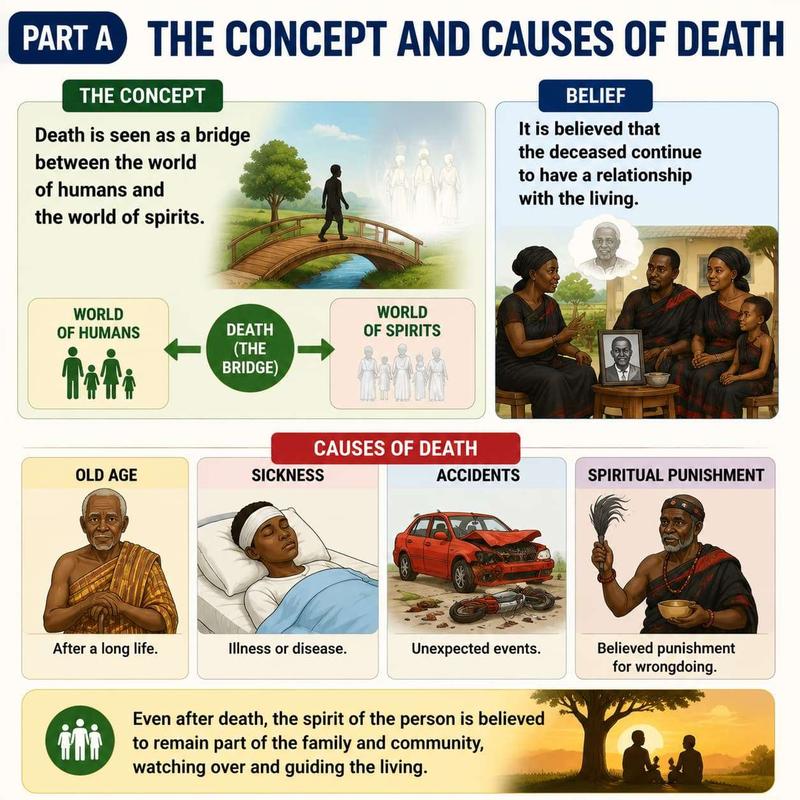 PART A
THE CONCEPT AND CAUSES OF DEATH
THE CONCEPT
Death is seen as a bridge
between the world
of humans and
the world of spirits.
WORLD
OF HUMANS
DEATH
(THE
BRIDGE)
WORLD
OF SPIRITS
BELIEF
It is believed that
the deceased continue
to have a relationship
with the living.
CAUSES OF DEATH
OLD AGE
After a long life.
SICKNESS
Illness or disease.
ACCIDENTS
Unexpected events.
SPIRITUAL PUNISHMENT
Believed punishment
for wrongdoing.
Even after death, the spirit of the person is believed
to remain part of the family and community,
watching over and guiding the living.